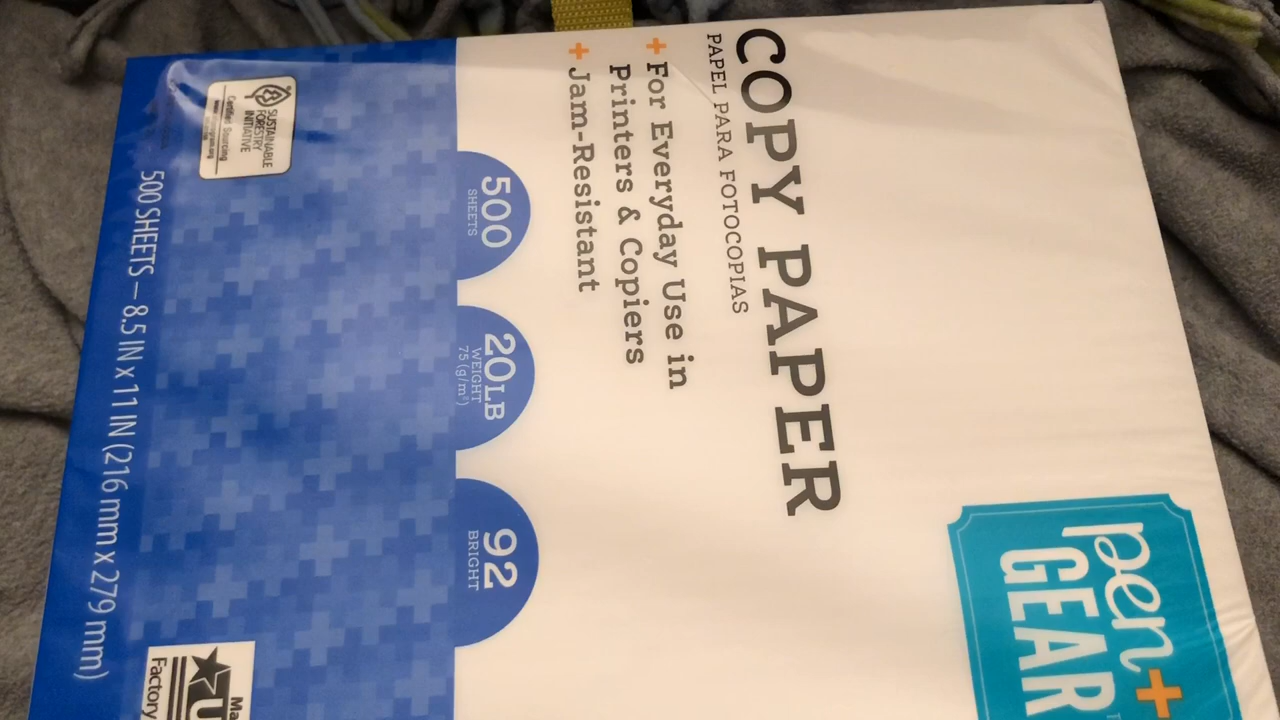 pen+
GEAR
COPY PAPER
PAPEL PARA FOTOCOPIAS
+ For Everyday Use in
Printers & Copiers
+ Jam-Resistant
500
SHEETS
20LB
WEIGHT
75 (g/m²)
92
BRIGHT
SUSTAINABLE
FORESTRY
INITIATIVE
Certified Sourcing
500 SHEETS – 8.5 IN x 11 IN (216 mm x 279 mm)
Factory